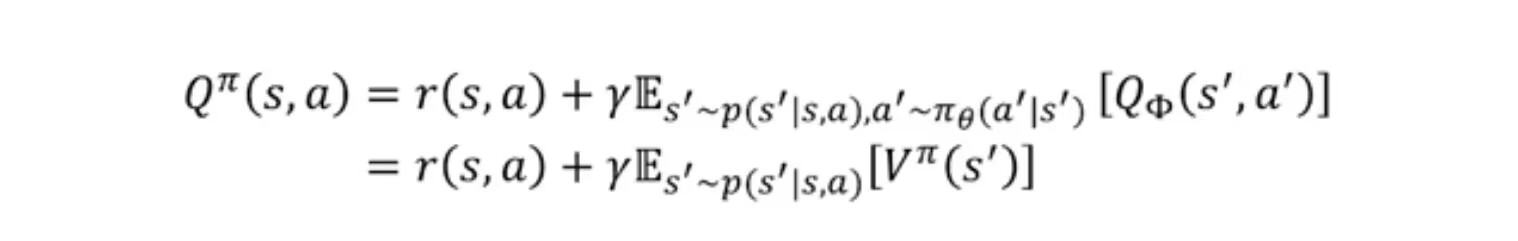 Q^π(s, a) = r(s, a) + γ𝔼_{s′~p(s′|s,a),a′~π_θ(a′|s′)} [Q_Φ(s′, a′)]
= r(s, a) + γ𝔼_{s′~p(s′|s,a)}[V^π(s′)]